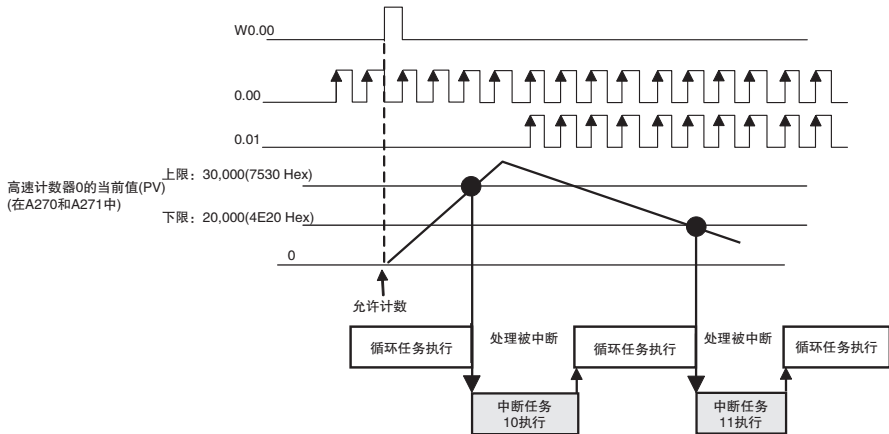 W0.00
0.00
0.01
上限：30,000(7530 Hex)
高速计数器0的当前值(PV)
(在A270和A271中)
下限：20,000(4E20 Hex)
0
允许计数
循环任务执行
处理被中断
循环任务执行
处理被中断
循环任务执行
中断任务
10执行
中断任务
11执行